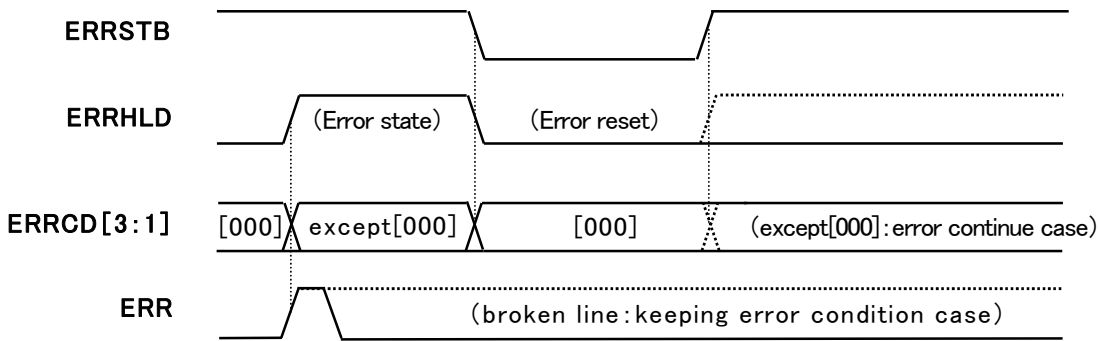 ERRSTB
ERRHLD
(Error state)
(Error reset)
ERRCD[3:1]
[000]
except[000]
[000]
(except[000]:error continue case)
ERR
(broken line:keeping error condition case)